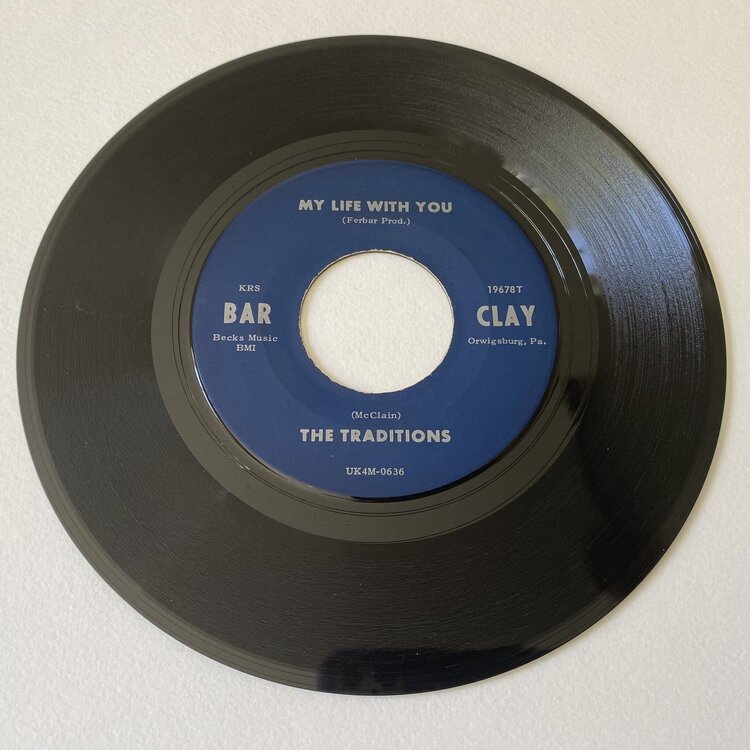 MY LIFE WITH YOU
(Ferbar Prod.)
KRS
BAR
Becks Music
BMI
19678T
CLAY
Orwigsburg, Pa.
(McClain)
THE TRADITIONS
UK4M-0636